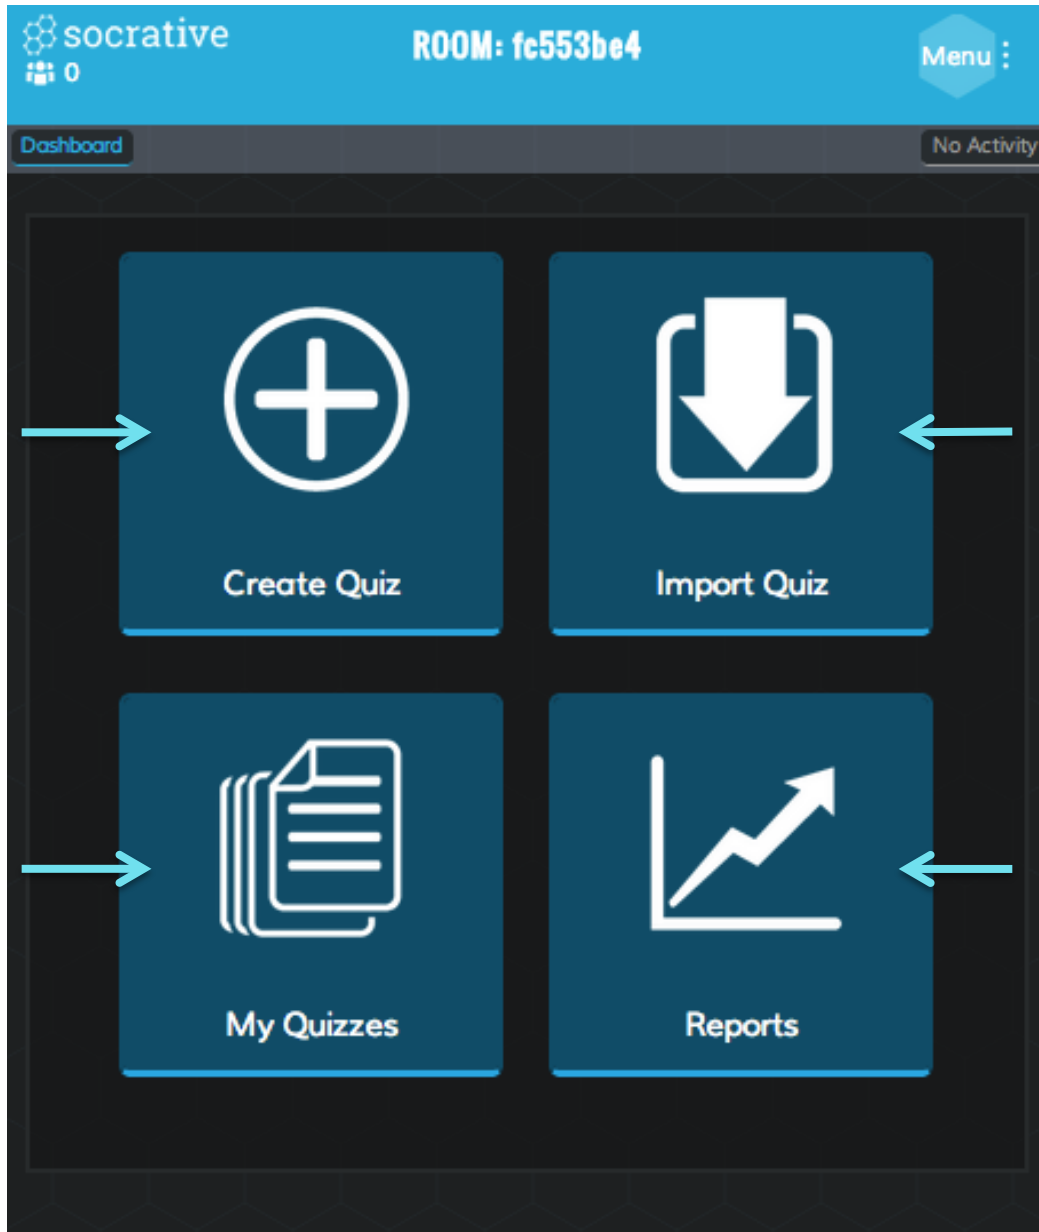 socrative
0
ROOM: fc553be4
Menu
Dashboard
No Activity
Create Quiz
Import Quiz
My Quizzes
Reports